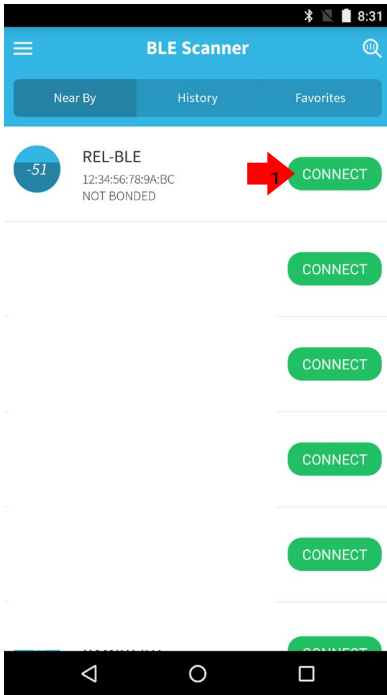 8:31
BLE Scanner
Near By
History
Favorites
-51
REL-BLE
12:34:56:78:9A:BC
NOT BONDED
1
CONNECT
CONNECT
CONNECT
CONNECT
CONNECT
CONNECT